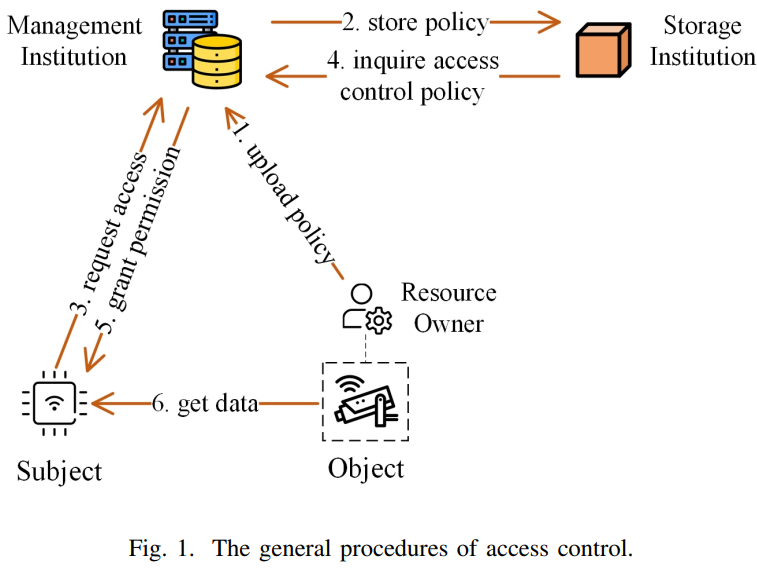 Management
Institution
2. store policy
4. inquire access
control policy
Storage
Institution
1. upload policy
3. request access
5. grant permission
Resource
Owner
6. get data
Subject
Object
Fig. 1. The general procedures of access control.